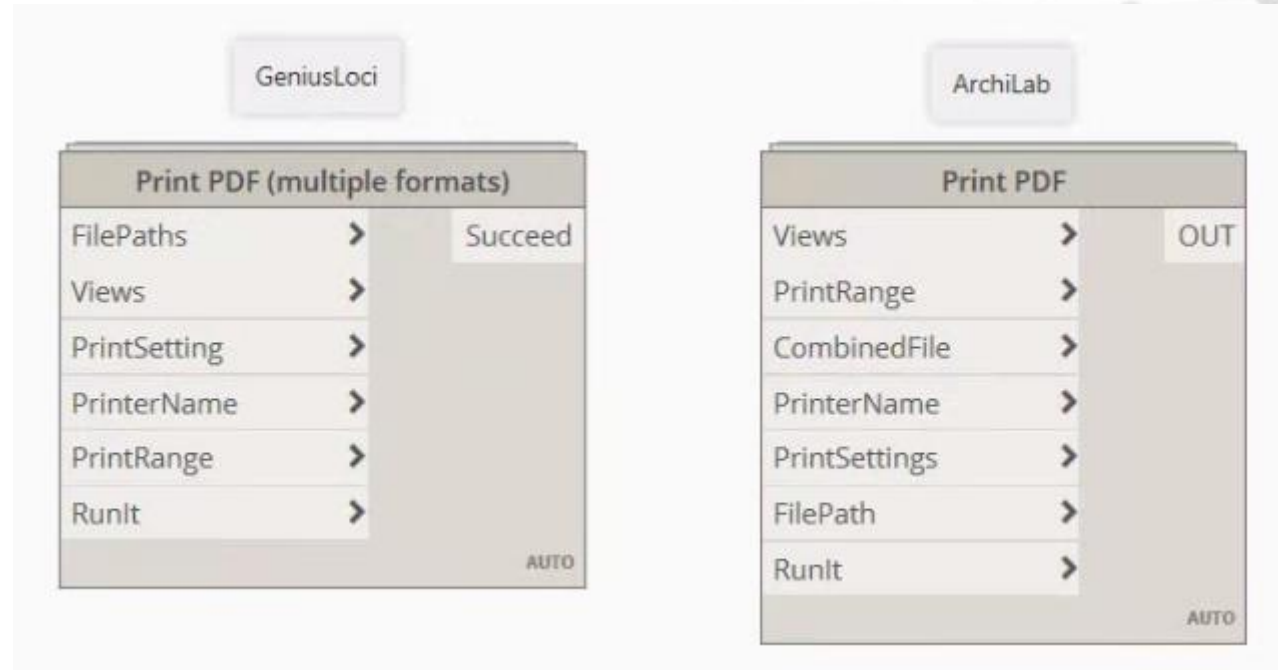 GeniusLoci
Print PDF (multiple formats)
FilePaths
Succeed
Views
PrintSetting
PrinterName
PrintRange
RunIt
AUTO
ArchiLab
Print PDF
Views
OUT
PrintRange
CombinedFile
PrinterName
PrintSettings
FilePath
RunIt
AUTO